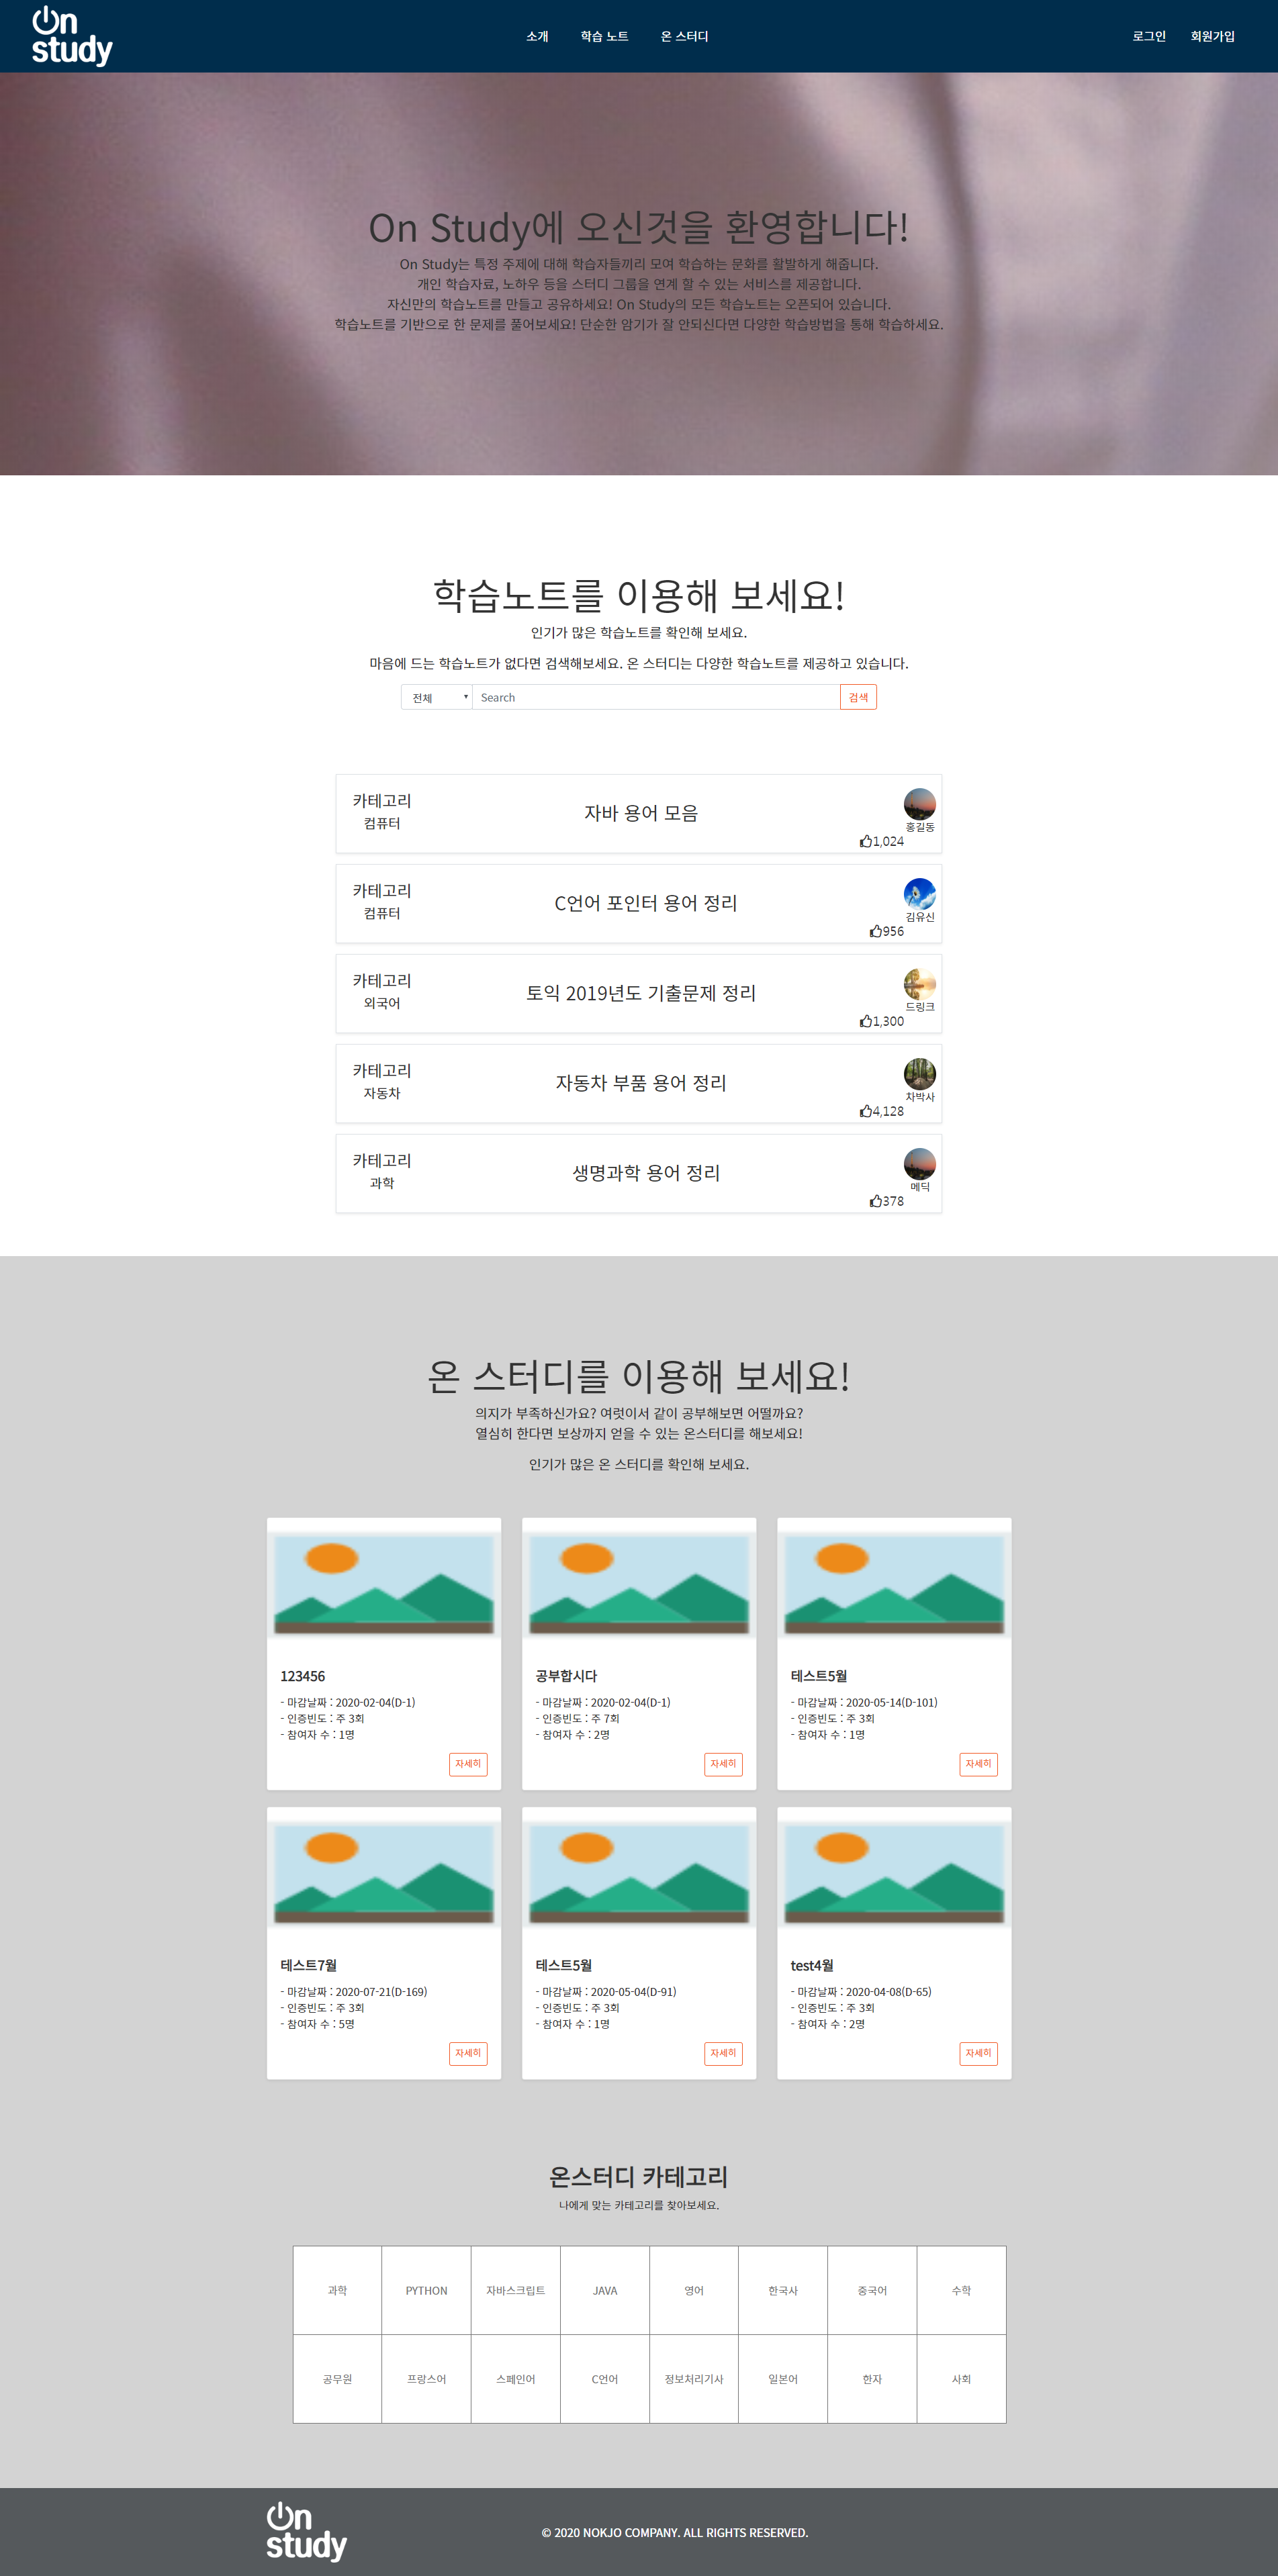 On
study
소개 학습 노트 온 스터디 로그인 회원가입
On Study에 오신것을 환영합니다!
On Study는 특정 주제에 대해 학습자들끼리 모여 학습하는 문화를 활발하게 해줍니다.
개인 학습자료, 노하우 등을 스터디 그룹을 연계 할 수 있는 서비스를 제공합니다.
자신만의 학습노트를 만들고 공유하세요! On Study의 모든 학습노트는 오픈되어 있습니다.
학습노트를 기반으로 한 문제를 풀어보세요! 단순한 암기가 잘 안되신다면 다양한 학습방법을 통해 학습하세요.
학습노트를 이용해 보세요!
인기가 많은 학습노트를 확인해 보세요.
마음에 드는 학습노트가 없다면 검색해보세요. 온 스터디는 다양한 학습노트를 제공하고 있습니다.
전체 Search 검색
카테고리
컴퓨터
자바 용어 모음
홍길동
1,024
카테고리
컴퓨터
C언어 포인터 용어 정리
김유신
956
카테고리
외국어
토익 2019년도 기출문제 정리
드링크
1,300
카테고리
자동차
자동차 부품 용어 정리
차박사
4,128
카테고리
과학
생명과학 용어 정리
메딕
378
온 스터디를 이용해 보세요!
의지가 부족하신가요? 여럿이서 같이 공부해보면 어떨까요?
열심히 한다면 보상까지 얻을 수 있는 온스터디를 해보세요!
인기가 많은 온 스터디를 확인해 보세요.
123456
- 마감날짜 : 2020-02-04(D-1)
- 인증빈도 : 주 3회
- 참여자 수 : 1명
자세히
공부합시다
- 마감날짜 : 2020-02-04(D-1)
- 인증빈도 : 주 7회
- 참여자 수 : 2명
자세히
테스트5월
- 마감날짜 : 2020-05-14(D-101)
- 인증빈도 : 주 3회
- 참여자 수 : 1명
자세히
테스트7월
- 마감날짜 : 2020-07-21(D-169)
- 인증빈도 : 주 3회
- 참여자 수 : 5명
자세히
테스트5월
- 마감날짜 : 2020-05-04(D-91)
- 인증빈도 : 주 3회
- 참여자 수 : 1명
자세히
test4월
- 마감날짜 : 2020-04-08(D-65)
- 인증빈도 : 주 3회
- 참여자 수 : 2명
자세히
온스터디 카테고리
나에게 맞는 카테고리를 찾아보세요.
과학 PYTHON 자바스크립트 JAVA 영어 한국사 중국어 수학
공무원 프랑스어 스페인어 C언어 정보처리기사 일본어 한자 사회
On
study
© 2020 NOKJO COMPANY. ALL RIGHTS RESERVED.